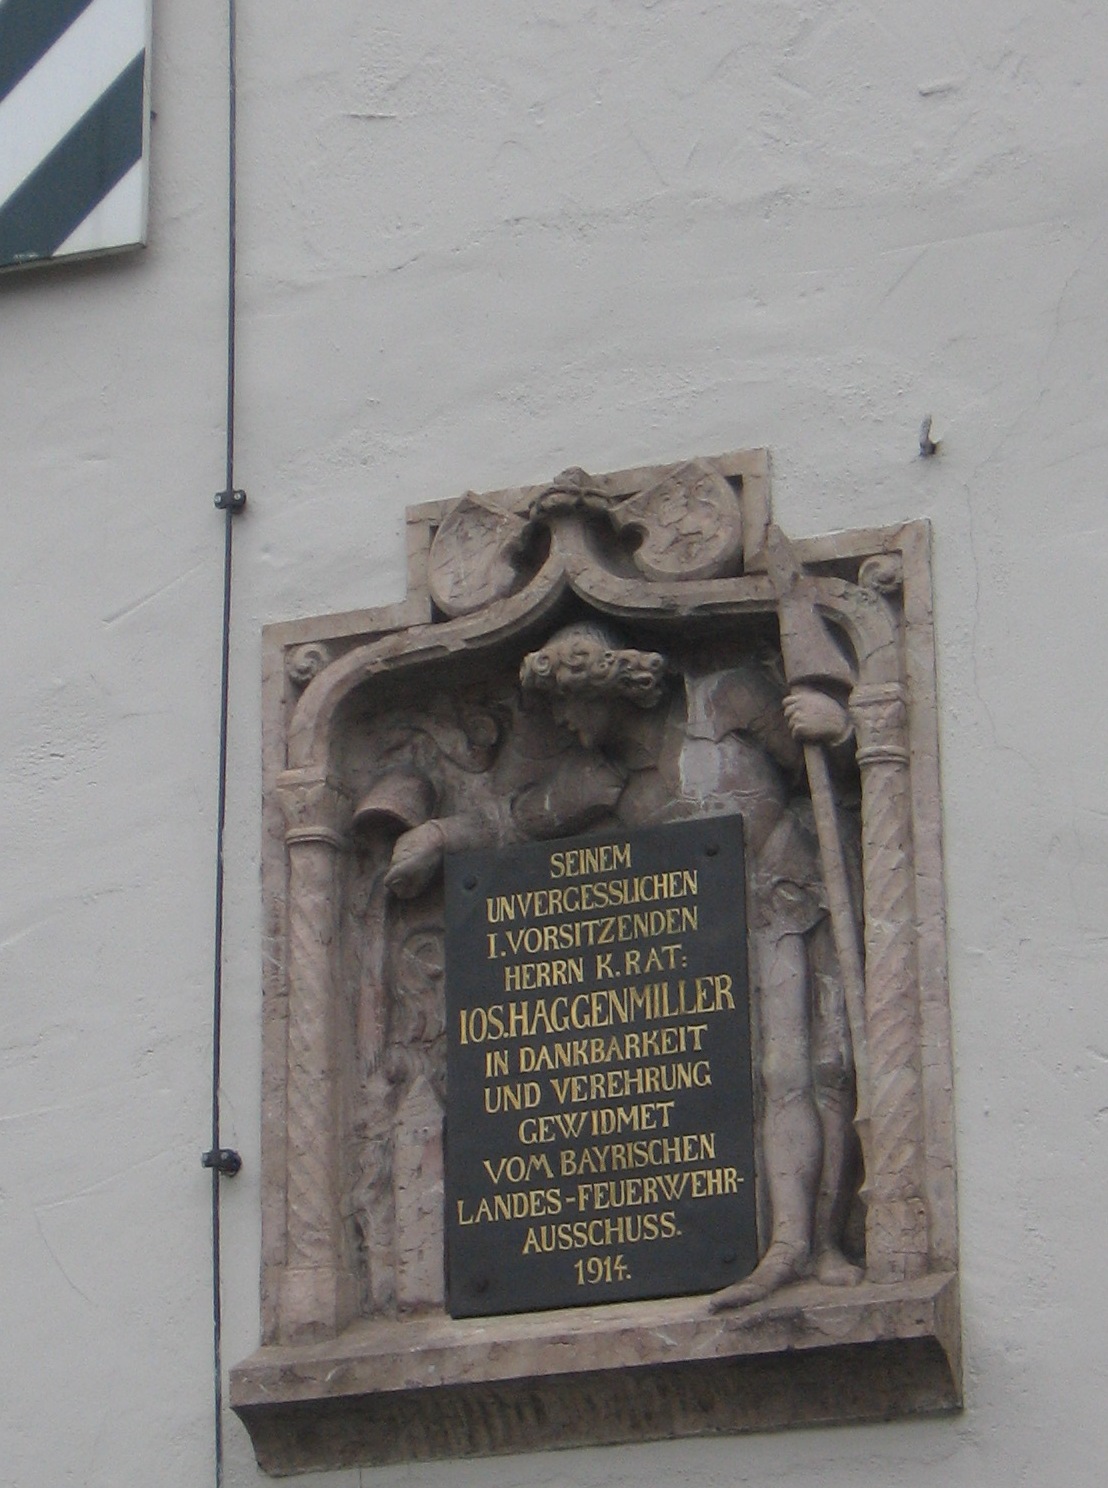 SEINEM
UNVERGESSLICHEN
I. VORSITZENDEN
HERRN K. RAT:
IOS. HAGGENMILLER
IN DANKBARKEIT
UND VEREHRUNG
GEWIDMET
VOM BAYRISCHEN
LANDES-FEUERWEHR-
AUSSCHUSS.
1914.